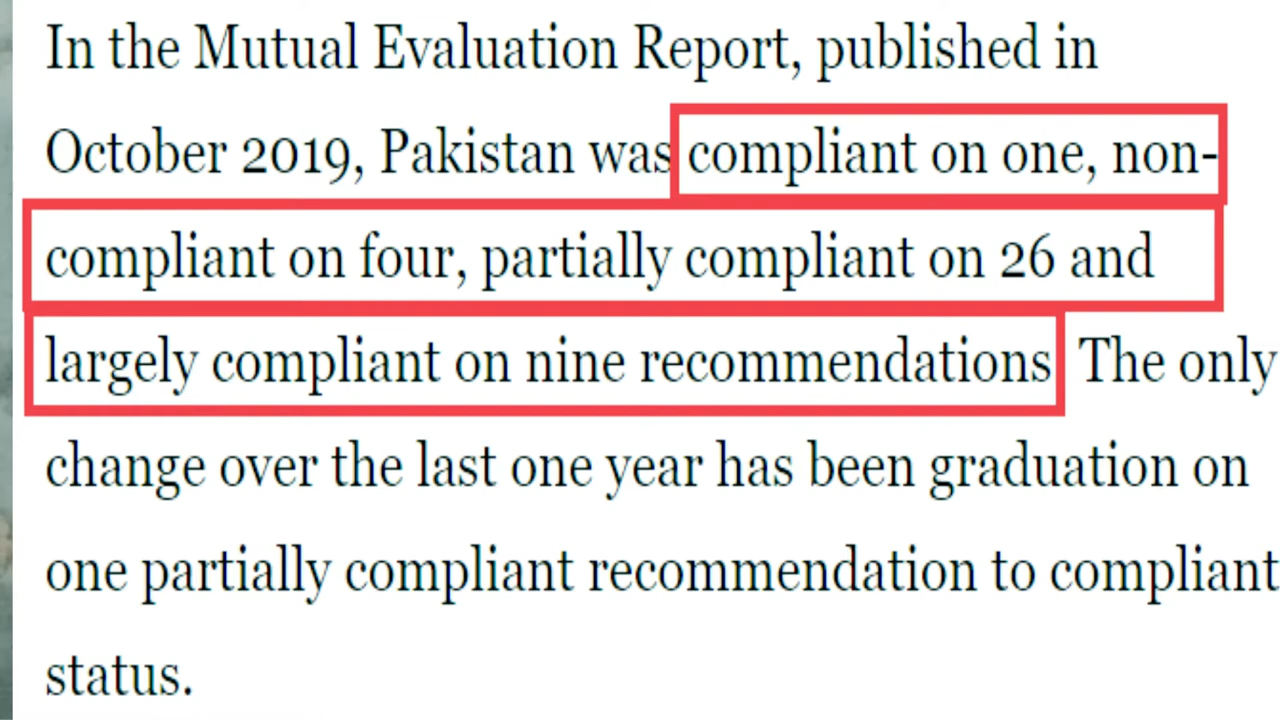 In the Mutual Evaluation Report, published in
October 2019, Pakistan was compliant on one, non-
compliant on four, partially compliant on 26 and
largely compliant on nine recommendations The only
change over the last one year has been graduation on
one partially compliant recommendation to compliant
status.